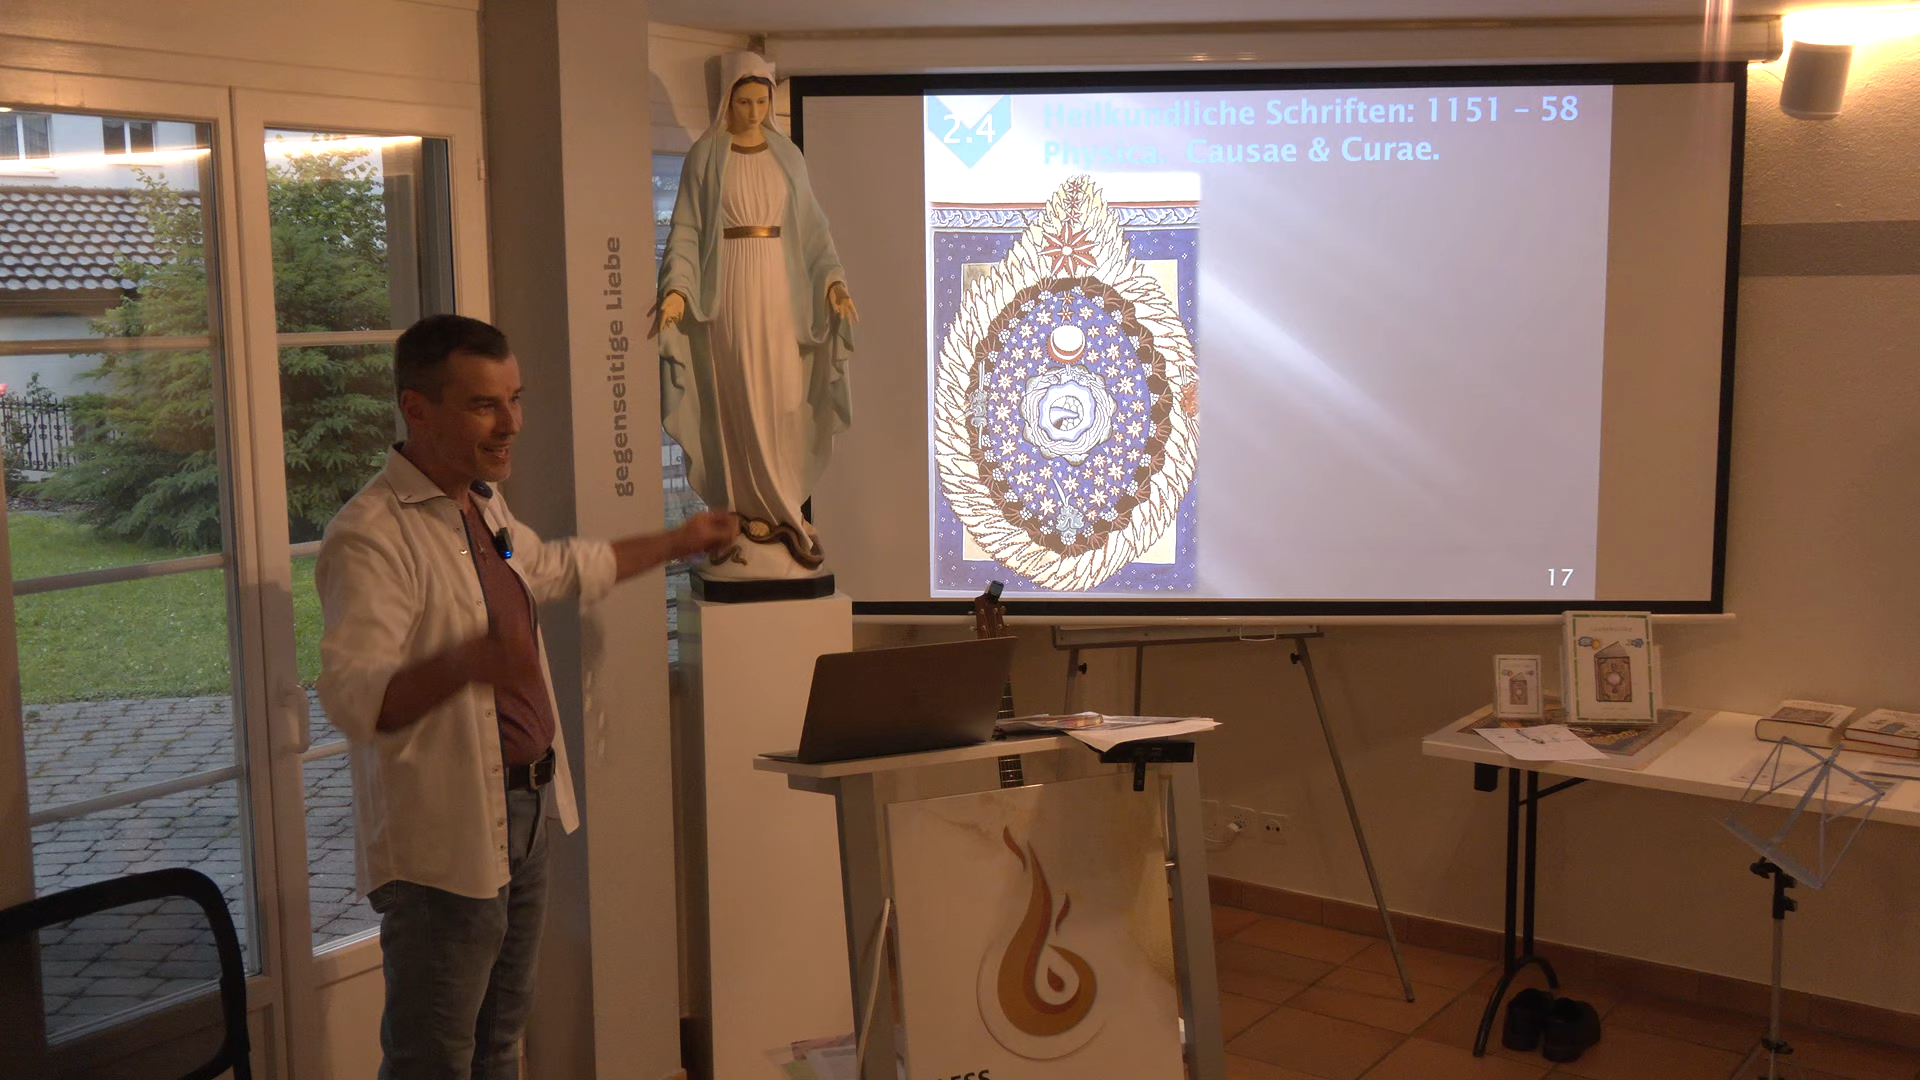 2.4
Heilkundliche Schriften: 1151 – 58
Physica. Causae & Curae.
17
gegenseitige Liebe